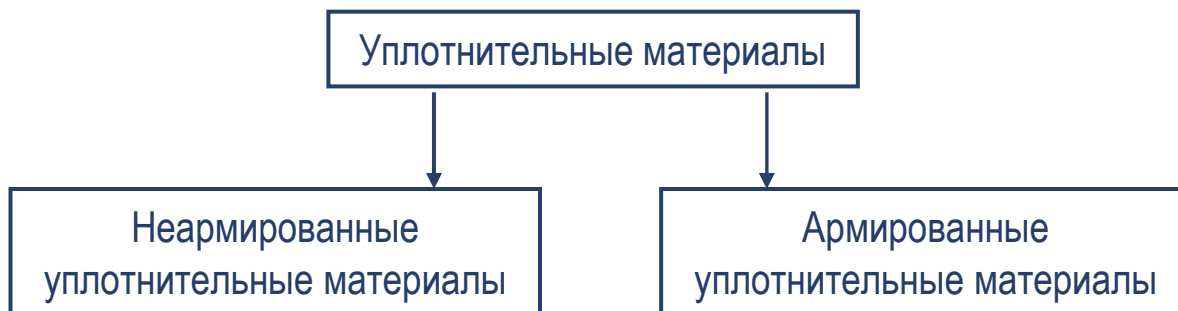 Уплотнительные материалы
Неармированные
уплотнительные материалы
Армированные
уплотнительные материалы